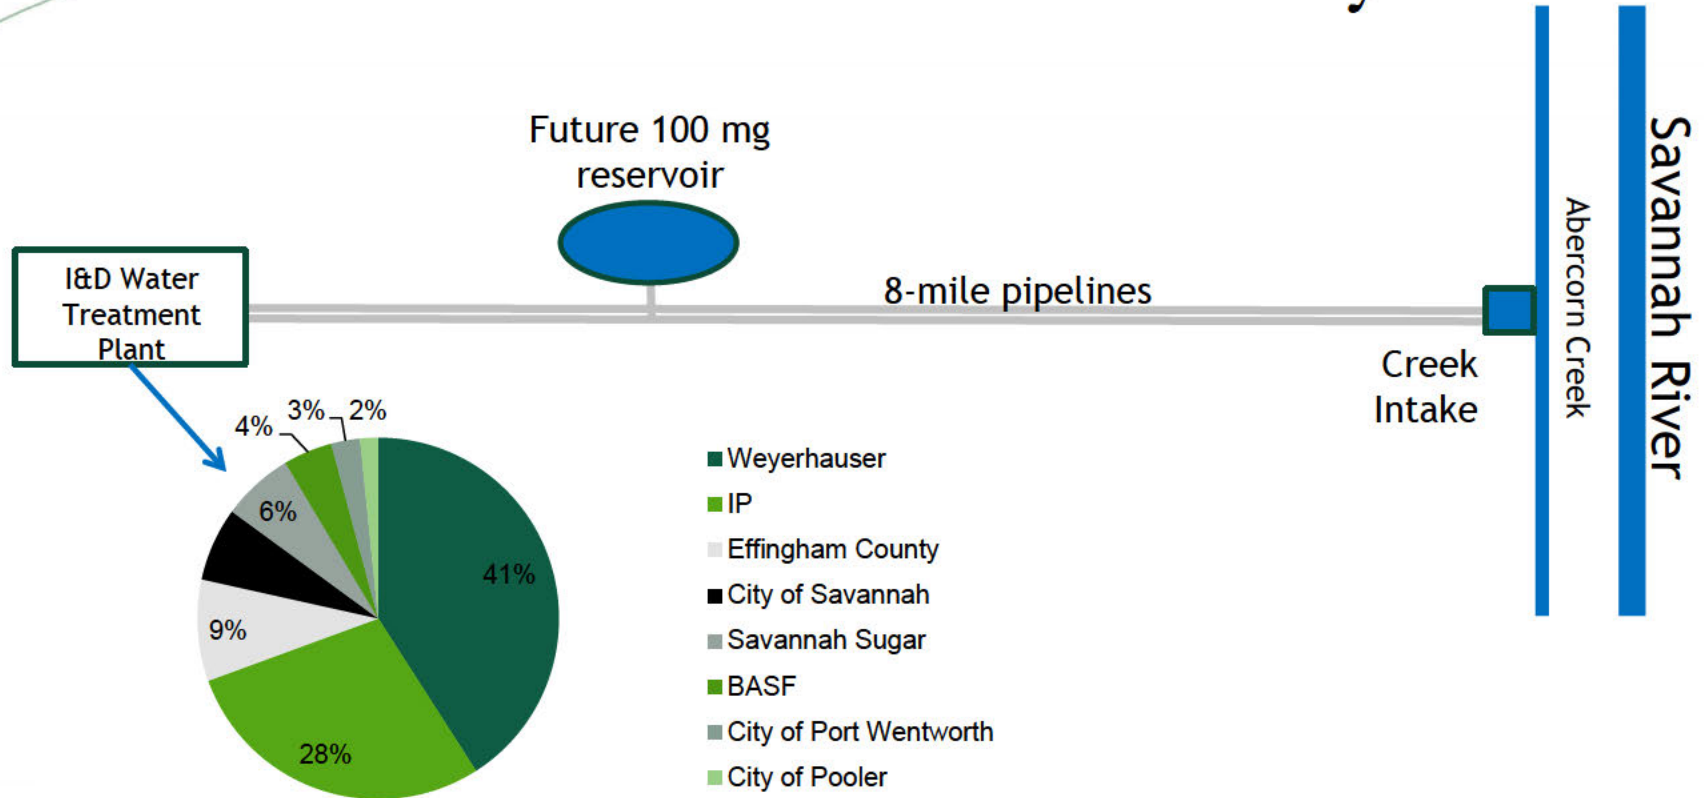 Future 100 mg
reservoir
Savannah River
Abercorn Creek
I&D Water
Treatment
Plant
8-mile pipelines
Creek
Intake
3%
2%
4%
6%
41%
9%
28%
Weyerhauser
IP
Effingham County
City of Savannah
Savannah Sugar
BASF
City of Port Wentworth
City of Pooler